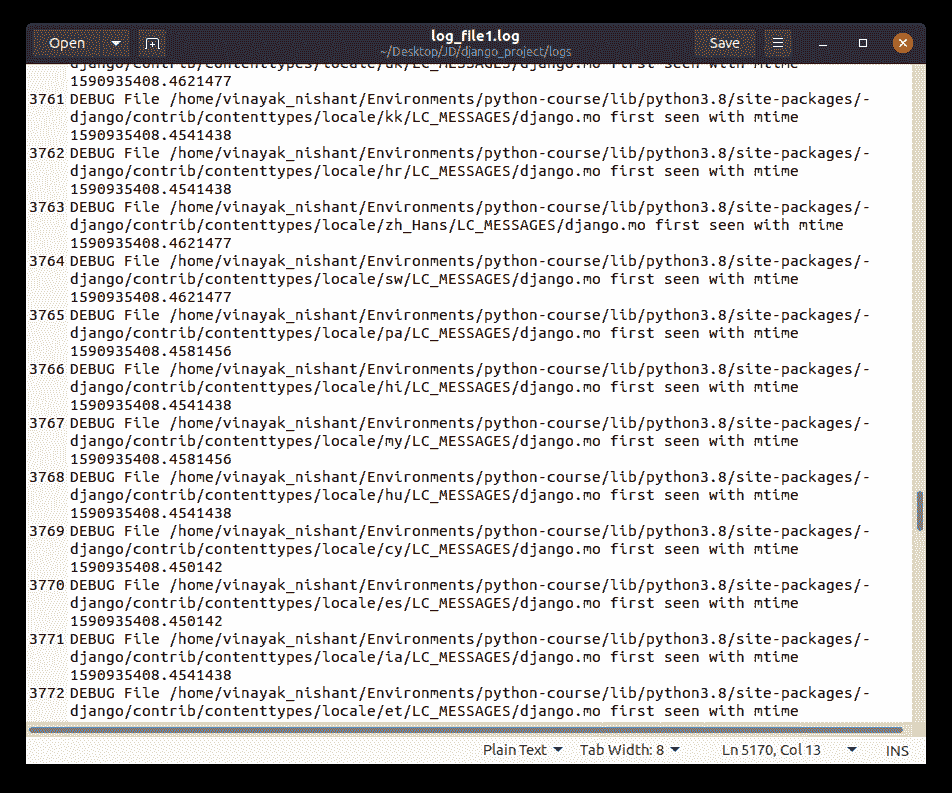 Open
log_file1.log
~/Desktop/JD/django_project/logs
Save
django/contrib/contenttypes/locale/uk/LC_MESSAGES/django.mo first seen with mtime
1590935408.4621477
3761 DEBUG File /home/vinayak_nishant/Environments/python-course/lib/python3.8/site-packages/-
django/contrib/contenttypes/locale/kk/LC_MESSAGES/django.mo first seen with mtime
1590935408.4541438
3762 DEBUG File /home/vinayak_nishant/Environments/python-course/lib/python3.8/site-packages/-
django/contrib/contenttypes/locale/hr/LC_MESSAGES/django.mo first seen with mtime
1590935408.4541438
3763 DEBUG File /home/vinayak_nishant/Environments/python-course/lib/python3.8/site-packages/-
django/contrib/contenttypes/locale/zh_Hans/LC_MESSAGES/django.mo first seen with mtime
1590935408.4621477
3764 DEBUG File /home/vinayak_nishant/Environments/python-course/lib/python3.8/site-packages/-
django/contrib/contenttypes/locale/sw/LC_MESSAGES/django.mo first seen with mtime
1590935408.4621477
3765 DEBUG File /home/vinayak_nishant/Environments/python-course/lib/python3.8/site-packages/-
django/contrib/contenttypes/locale/pa/LC_MESSAGES/django.mo first seen with mtime
1590935408.4581456
3766 DEBUG File /home/vinayak_nishant/Environments/python-course/lib/python3.8/site-packages/-
django/contrib/contenttypes/locale/hi/LC_MESSAGES/django.mo first seen with mtime
1590935408.4541438
3767 DEBUG File /home/vinayak_nishant/Environments/python-course/lib/python3.8/site-packages/-
django/contrib/contenttypes/locale/my/LC_MESSAGES/django.mo first seen with mtime
1590935408.4581456
3768 DEBUG File /home/vinayak_nishant/Environments/python-course/lib/python3.8/site-packages/-
django/contrib/contenttypes/locale/hu/LC_MESSAGES/django.mo first seen with mtime
1590935408.4541438
3769 DEBUG File /home/vinayak_nishant/Environments/python-course/lib/python3.8/site-packages/-
django/contrib/contenttypes/locale/cy/LC_MESSAGES/django.mo first seen with mtime
1590935408.450142
3770 DEBUG File /home/vinayak_nishant/Environments/python-course/lib/python3.8/site-packages/-
django/contrib/contenttypes/locale/es/LC_MESSAGES/django.mo first seen with mtime
1590935408.450142
3771 DEBUG File /home/vinayak_nishant/Environments/python-course/lib/python3.8/site-packages/-
django/contrib/contenttypes/locale/ia/LC_MESSAGES/django.mo first seen with mtime
1590935408.4541438
3772 DEBUG File /home/vinayak_nishant/Environments/python-course/lib/python3.8/site-packages/-
django/contrib/contenttypes/locale/et/LC_MESSAGES/django.mo first seen with mtime
Plain Text Tab Width: 8 Ln 5170, Col 13 INS